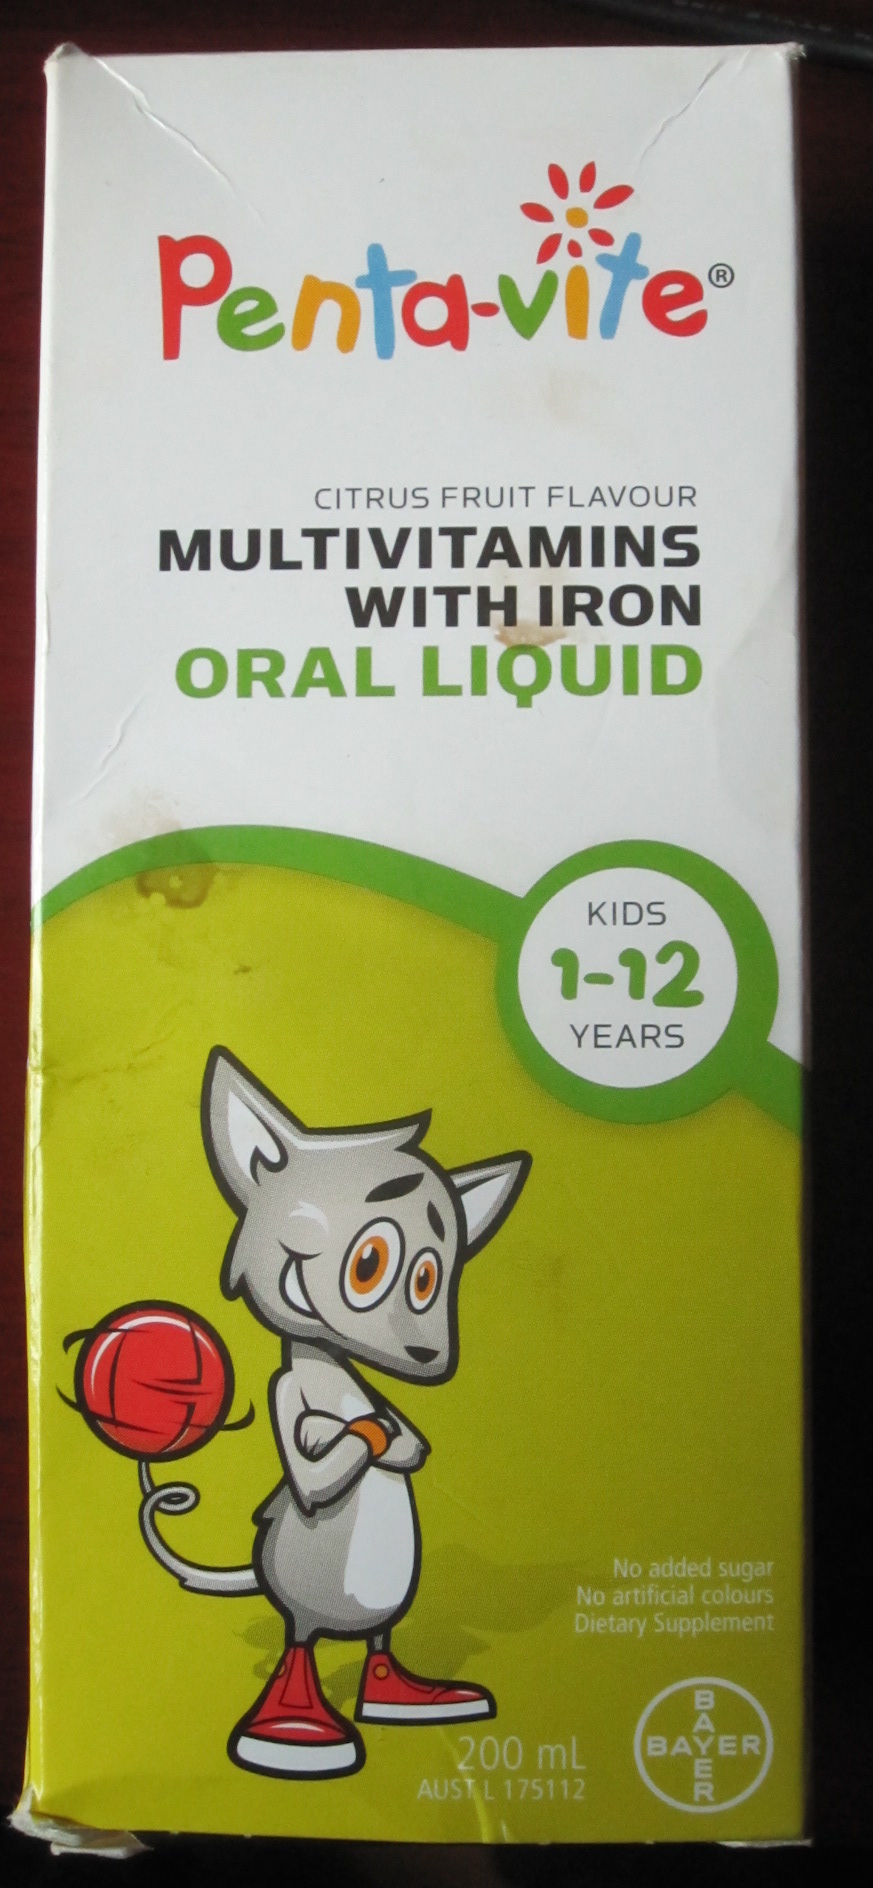 Penta-vite®
CITRUS FRUIT FLAVOUR
MULTIVITAMINS
WITH IRON
ORAL LIQUID
KIDS
1-12
YEARS
No added sugar
No artificial colours
Dietary Supplement
200 mL
AUST L 175112
BAYER
BAYER